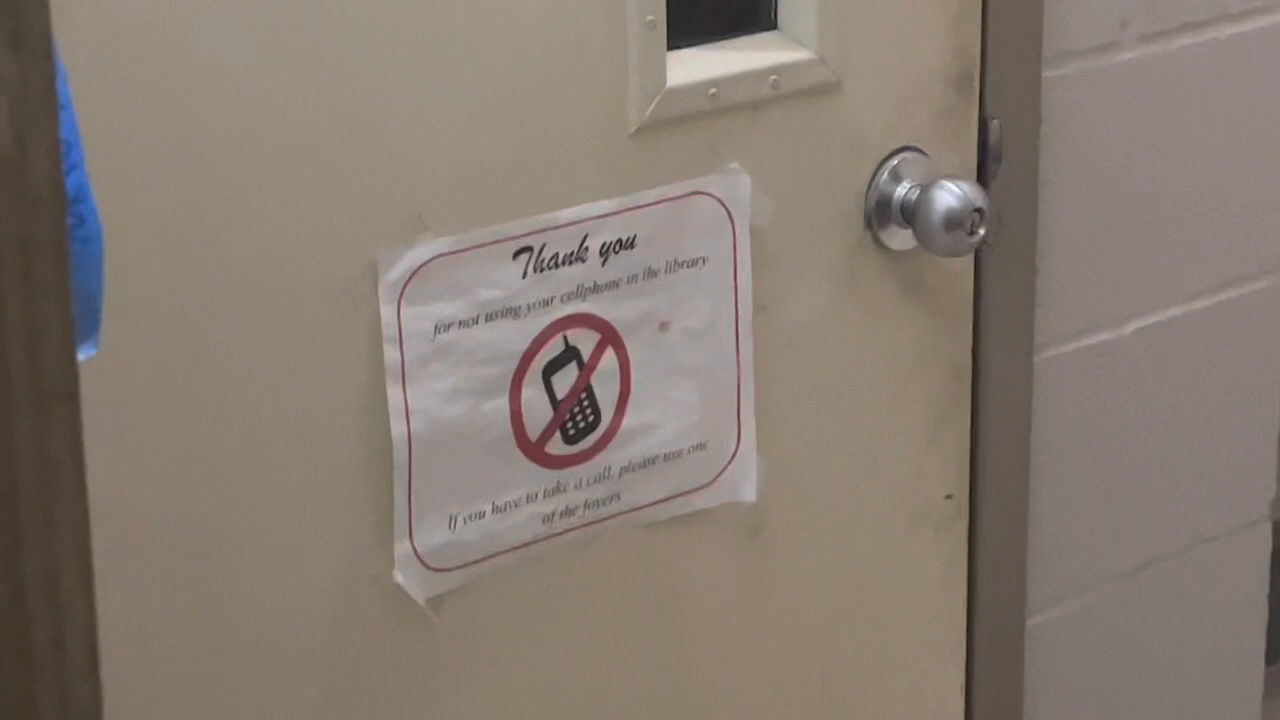 Thank you
for not using your cellphone in the library
If you have to take a call, please use one
of the foyers